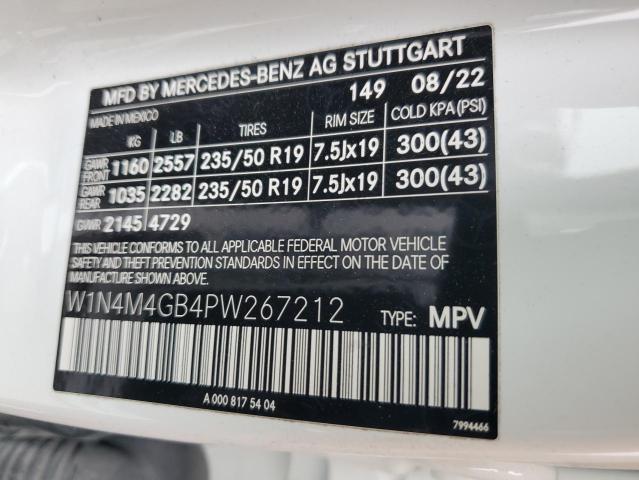 MFD BY MERCEDES-BENZ AG STUTTGART
MADE IN MEXICO 149 08/22
KG LB TIRES RIM SIZE COLD KPA (PSI)
GAWR FRONT 1160 2557 235/50 R19 7.5Jx19 300(43)
GAWR REAR 1035 2282 235/50 R19 7.5Jx19 300(43)
GVWR 2145 4729
THIS VEHICLE CONFORMS TO ALL APPLICABLE FEDERAL MOTOR VEHICLE
SAFETY AND THEFT PREVENTION STANDARDS IN EFFECT ON THE DATE OF
MANUFACTURE SHOWN ABOVE.
W1N4M4GB4PW267212 TYPE: MPV
A 000 817 54 04
7994466